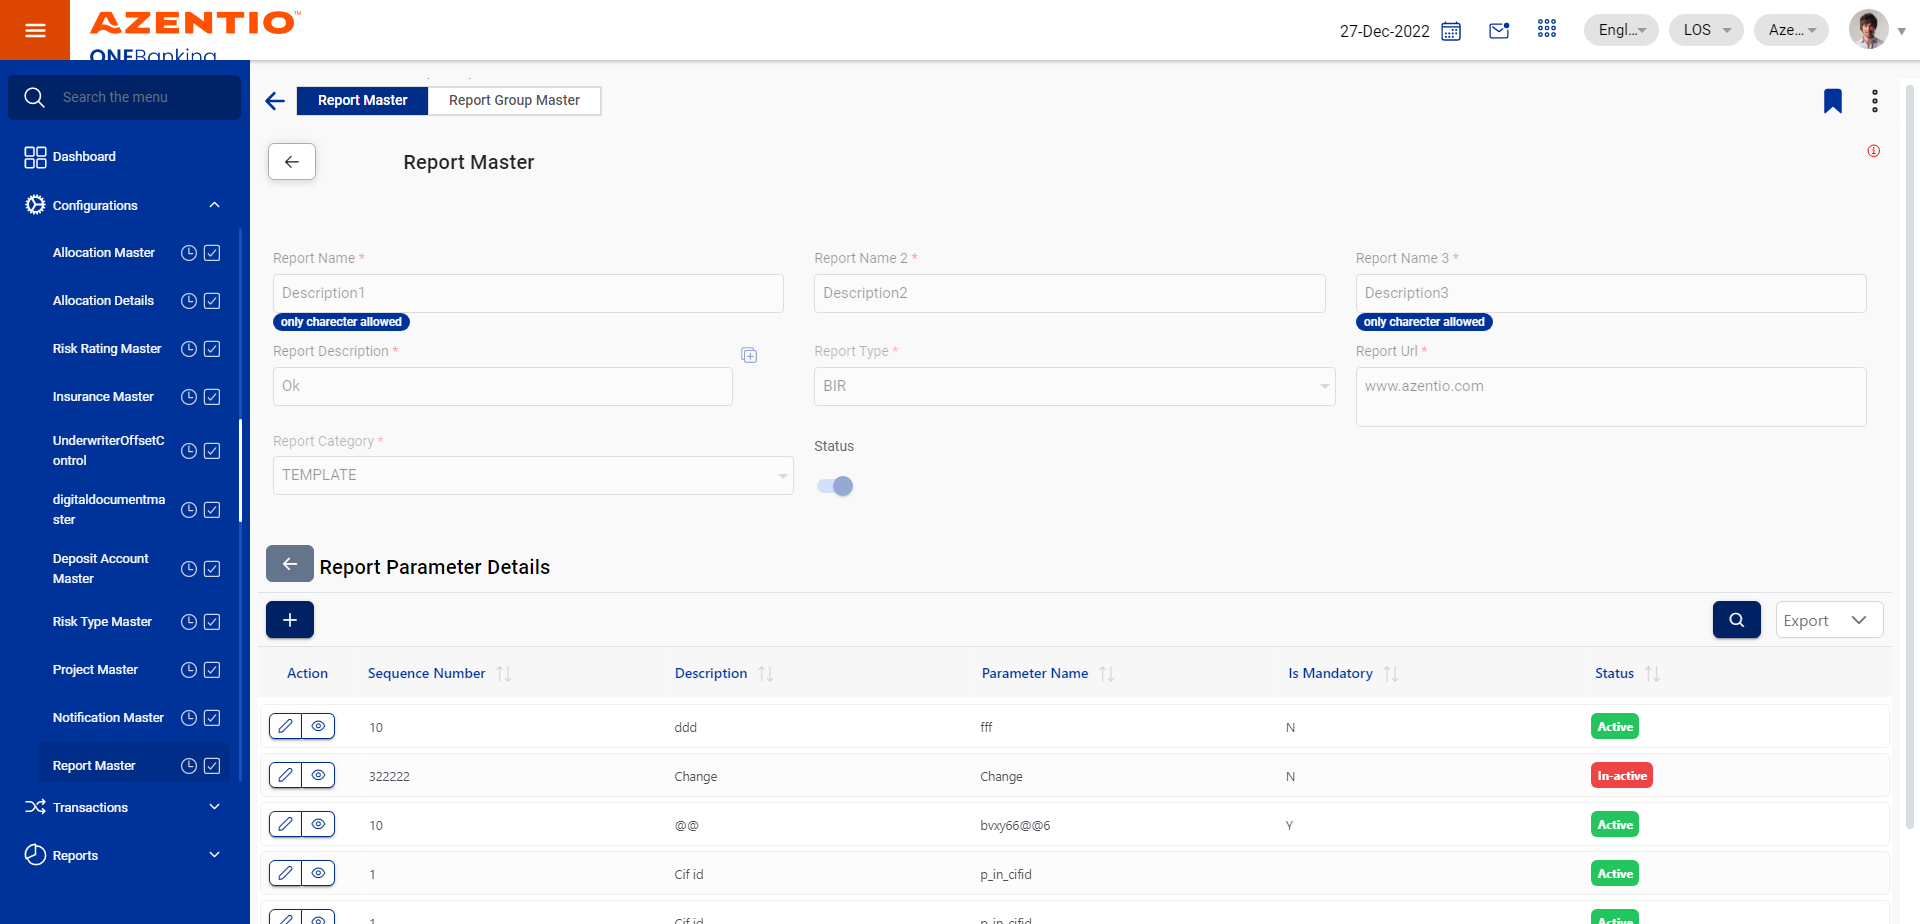 AZENTIO™
ONEBanking
27-Dec-2022
Engl...
LOS
Aze...
Search the menu
Dashboard
Configurations
Allocation Master
Allocation Details
Risk Rating Master
Insurance Master
UnderwriterOffsetC
ontrol
digitaldocumentma
ster
Deposit Account
Master
Risk Type Master
Project Master
Notification Master
Report Master
Transactions
Reports
Report Master
Report Group Master
Report Master
Report Name *
Report Name 2 *
Report Name 3 *
Description1
Description2
Description3
only charecter allowed
only charecter allowed
Report Description *
Report Type *
Report Url *
Ok
BIR
www.azentio.com
Report Category *
Status
TEMPLATE
Report Parameter Details
Export
Action Sequence Number Description Parameter Name Is Mandatory Status
10 ddd fff N Active
322222 Change Change N In-active
10 @@ bvxy66@@6 Y Active
1 Cif id p_in_cifid Active
1 Cif id p_in_cifid Active